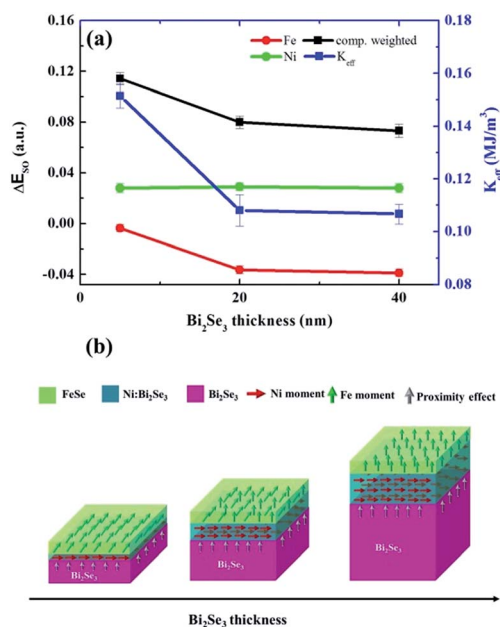 (a)
Fe
comp. weighted
Ni
K_eff
0.16
0.12
0.08
0.04
0.00
-0.04
ΔE_SO (a.u.)
0.18
0.16
0.14
0.12
0.10
0.08
K_eff (MJ/m³)
0
20
40
Bi₂Se₃ thickness (nm)
(b)
FeSe Ni:Bi₂Se₃ Bi₂Se₃ Ni moment Fe moment Proximity effect
Bi₂Se₃
Bi₂Se₃
Bi₂Se₃
Bi₂Se₃ thickness